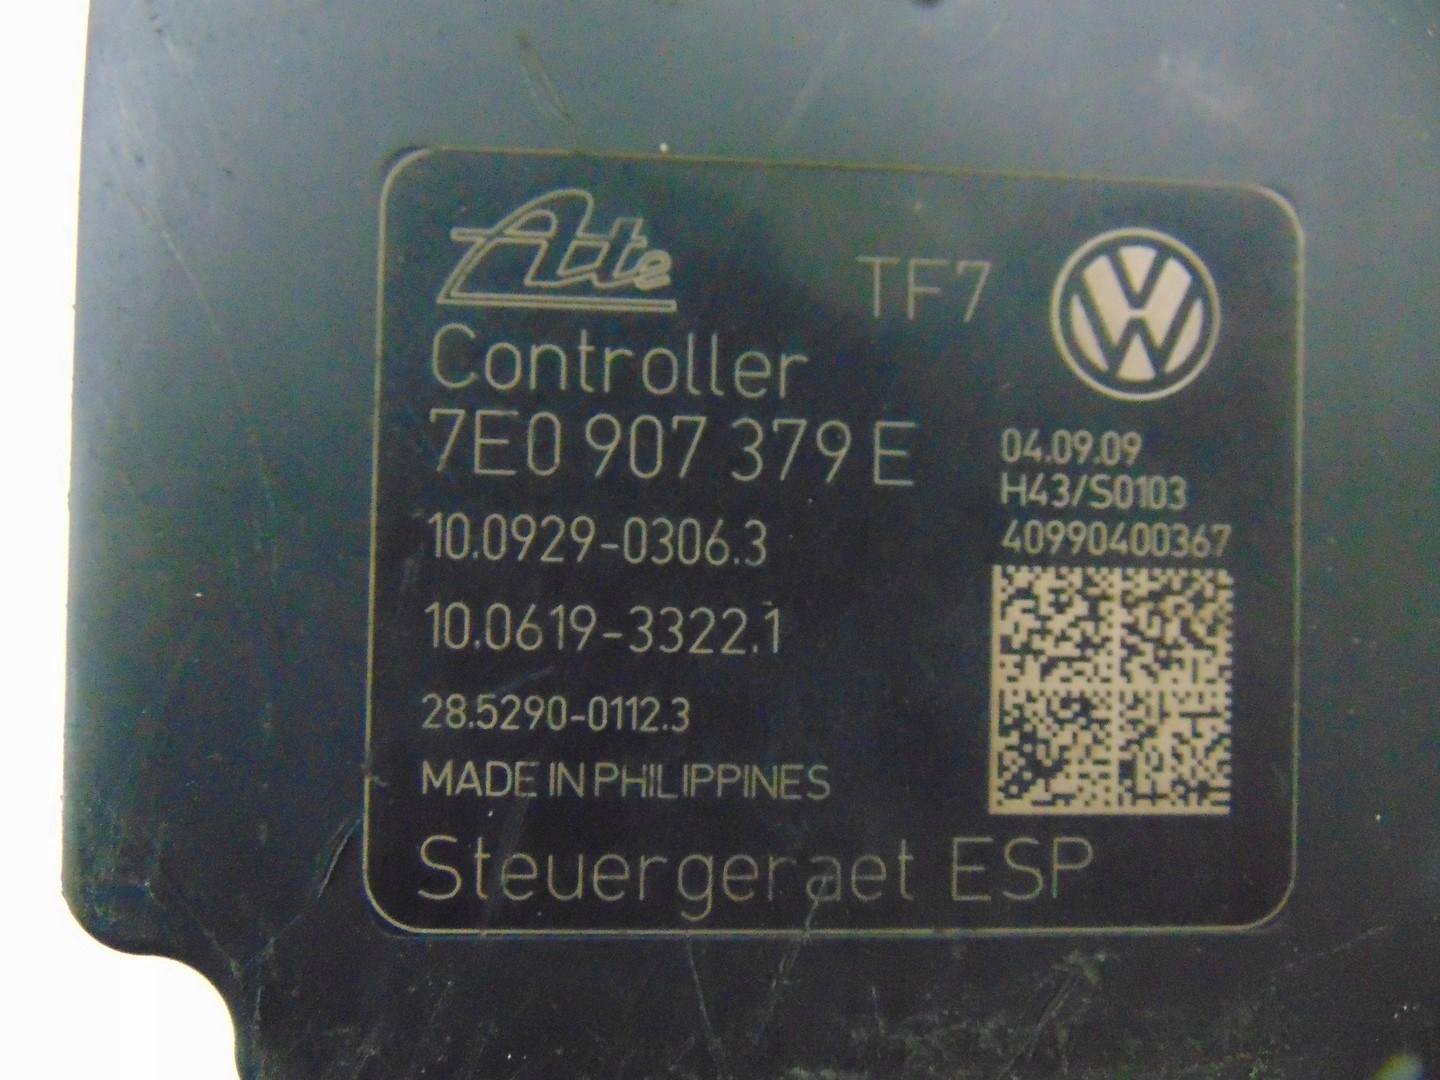 Ate
TF7
Controller
7E0 907 379 E
04.09.09
H43/S0103
40990400367
10.0929-0306.3
10.0619-3322.1
28.5290-0112.3
MADE IN PHILIPPINES
Steuergeraet ESP